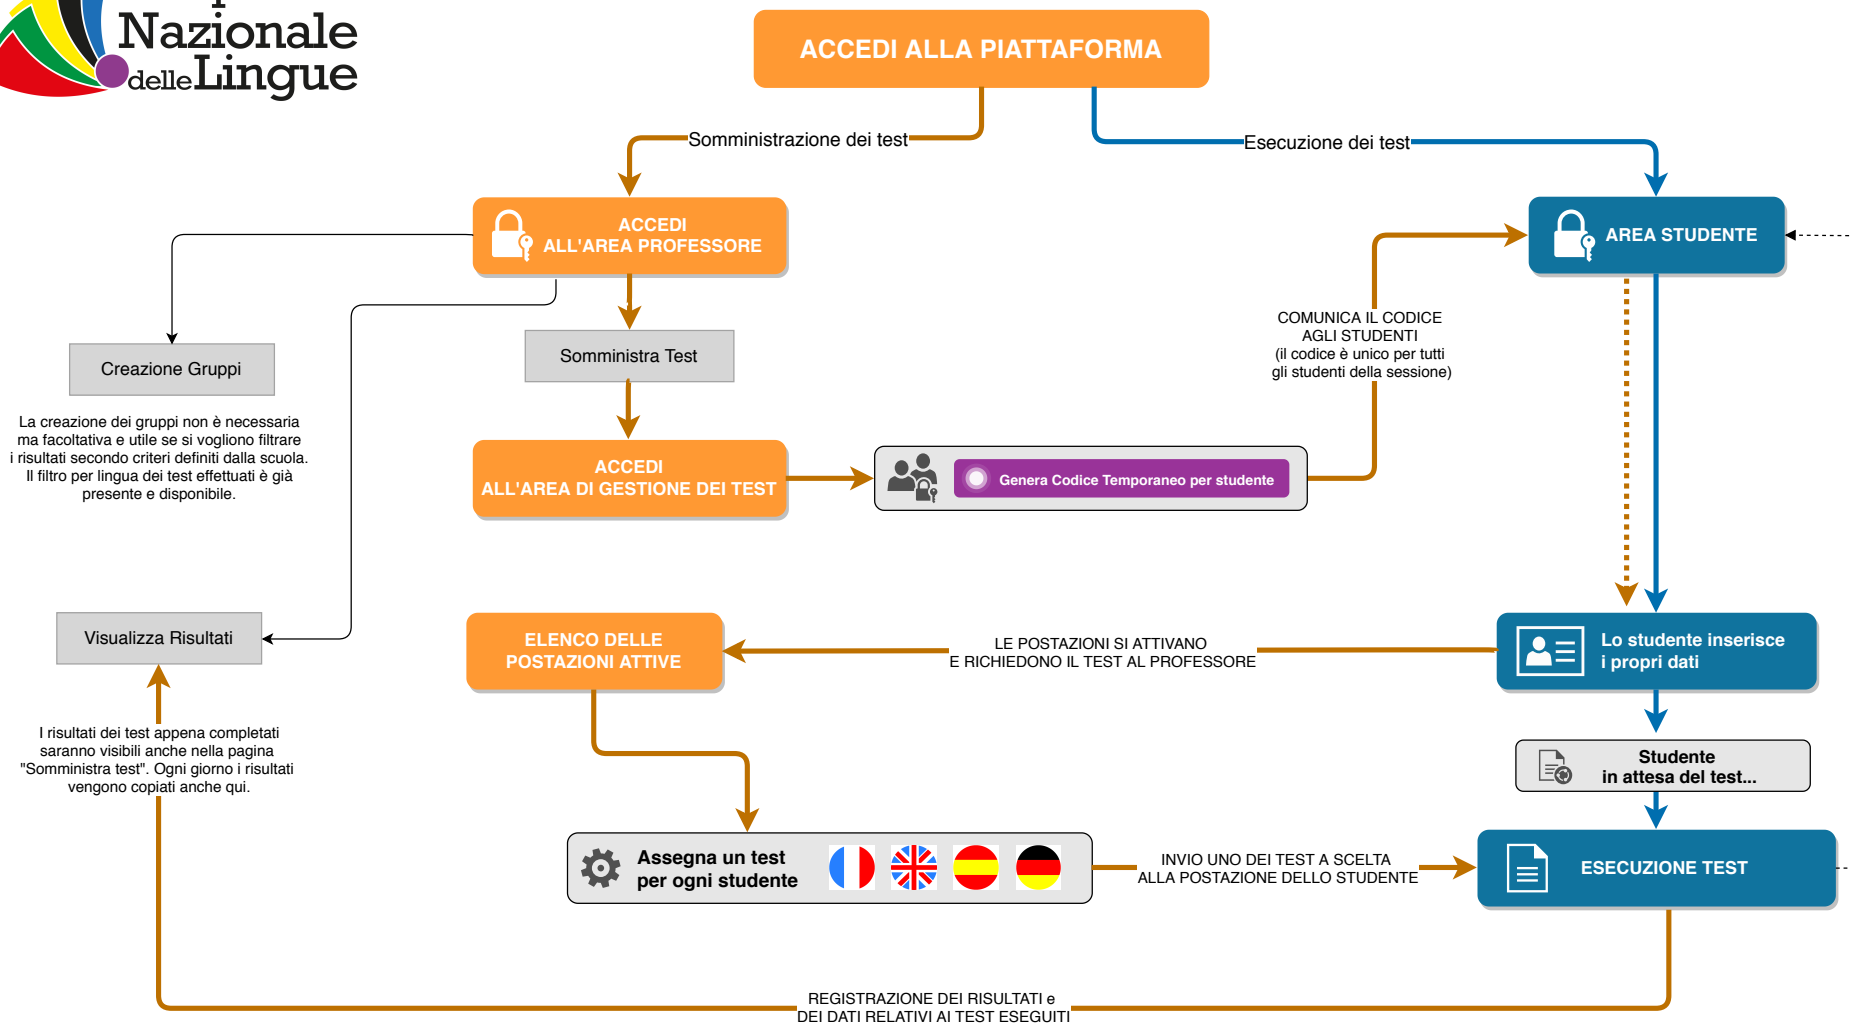 Nazionale
delleLingue
ACCEDI ALLA PIATTAFORMA
Somministrazione dei test
Esecuzione dei test
ACCEDI
ALL'AREA PROFESSORE
AREA STUDENTE
Somministra Test
COMUNICA IL CODICE
AGLI STUDENTI
(il codice è unico per tutti
gli studenti della sessione)
Creazione Gruppi
La creazione dei gruppi non è necessaria
ma facoltativa e utile se si vogliono filtrare
i risultati secondo criteri definiti dalla scuola.
Il filtro per lingua dei test effettuati è già
presente e disponibile.
ACCEDI
ALL'AREA DI GESTIONE DEI TEST
Genera Codice Temporaneo per studente
Visualizza Risultati
ELENCO DELLE
POSTAZIONI ATTIVE
LE POSTAZIONI SI ATTIVANO
E RICHIEDONO IL TEST AL PROFESSORE
Lo studente inserisce
i propri dati
I risultati dei test appena completati
saranno visibili anche nella pagina
"Somministra test". Ogni giorno i risultati
vengono copiati anche qui.
Studente
in attesa del test...
Assegna un test
per ogni studente
INVIO UNO DEI TEST A SCELTA
ALLA POSTAZIONE DELLO STUDENTE
ESECUZIONE TEST
REGISTRAZIONE DEI RISULTATI e
DEI DATI RELATIVI AI TEST ESEGUITI